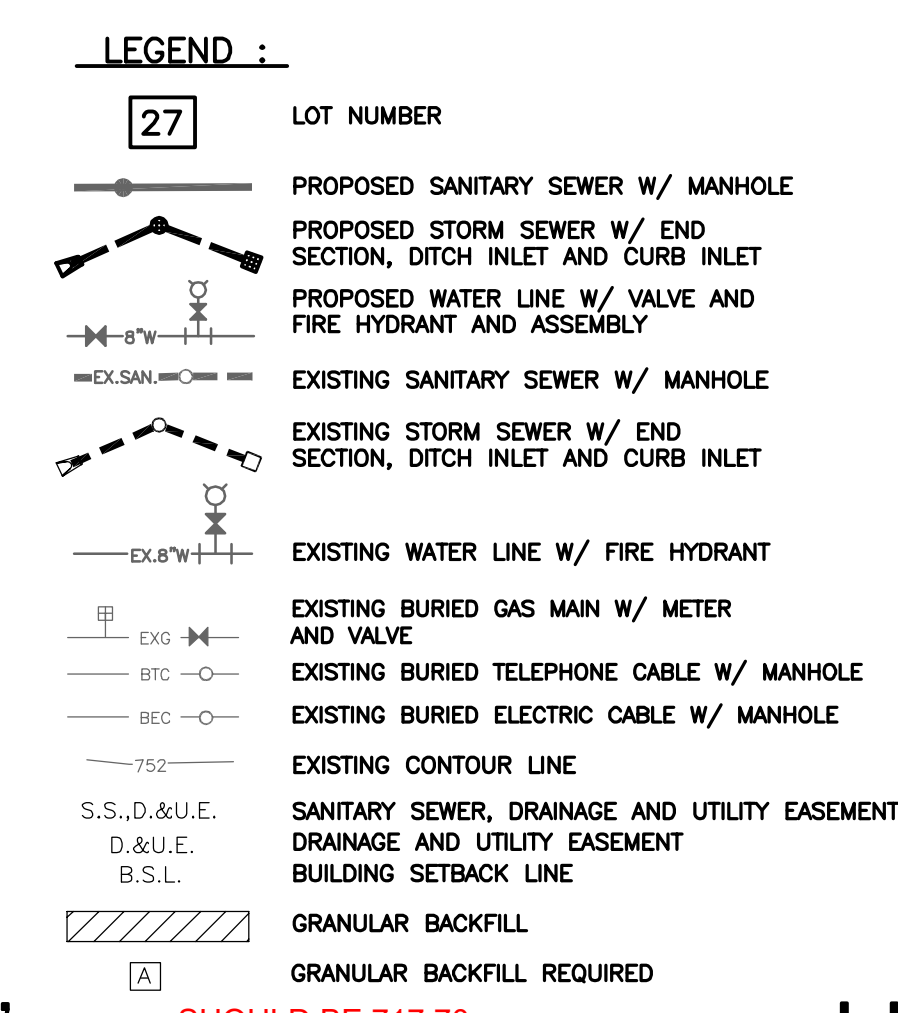 LEGEND :
27 LOT NUMBER
PROPOSED SANITARY SEWER W/ MANHOLE
PROPOSED STORM SEWER W/ END
SECTION, DITCH INLET AND CURB INLET
PROPOSED WATER LINE W/ VALVE AND
8"W FIRE HYDRANT AND ASSEMBLY
EX.SAN. EXISTING SANITARY SEWER W/ MANHOLE
EXISTING STORM SEWER W/ END
SECTION, DITCH INLET AND CURB INLET
EX.8"W EXISTING WATER LINE W/ FIRE HYDRANT
EXISTING BURIED GAS MAIN W/ METER
EXG AND VALVE
BTC EXISTING BURIED TELEPHONE CABLE W/ MANHOLE
BEC EXISTING BURIED ELECTRIC CABLE W/ MANHOLE
752 EXISTING CONTOUR LINE
S.S.,D.&U.E. SANITARY SEWER, DRAINAGE AND UTILITY EASEMENT
D.&U.E. DRAINAGE AND UTILITY EASEMENT
B.S.L. BUILDING SETBACK LINE
GRANULAR BACKFILL
A GRANULAR BACKFILL REQUIRED
SHOULD BE